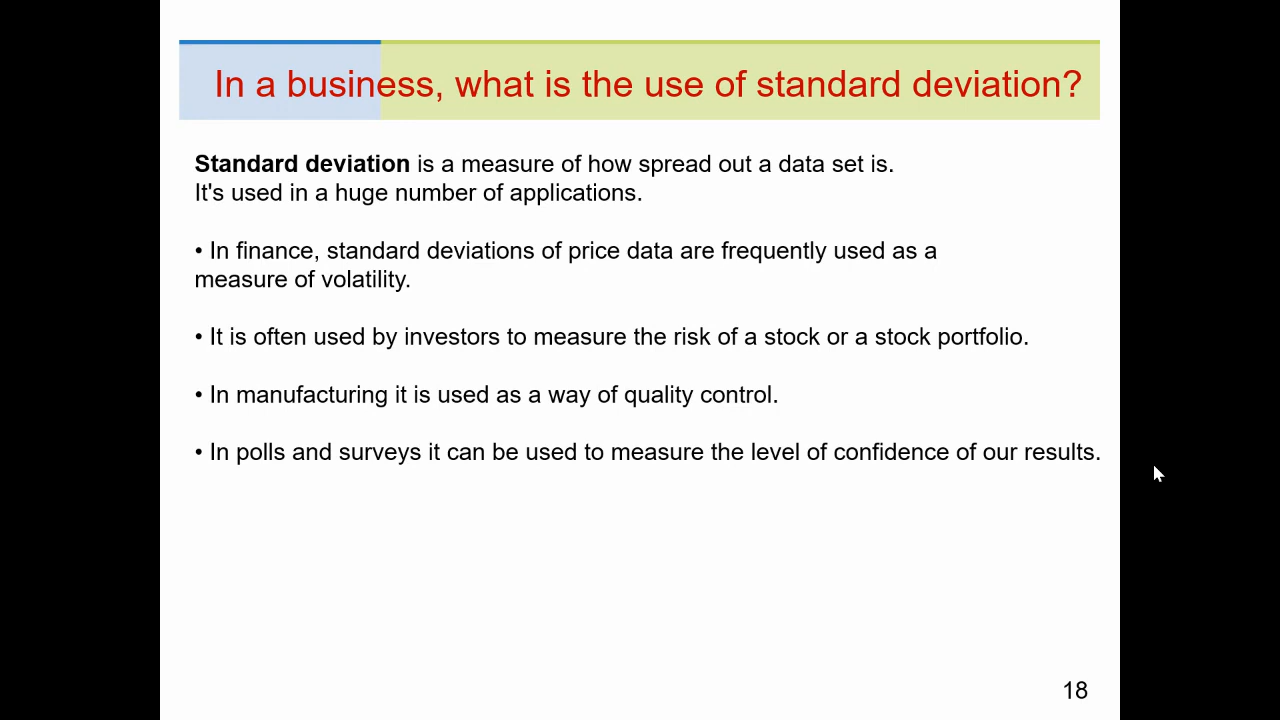 In a business, what is the use of standard deviation?
Standard deviation is a measure of how spread out a data set is.
It's used in a huge number of applications.
• In finance, standard deviations of price data are frequently used as a
measure of volatility.
• It is often used by investors to measure the risk of a stock or a stock portfolio.
• In manufacturing it is used as a way of quality control.
• In polls and surveys it can be used to measure the level of confidence of our results.
18